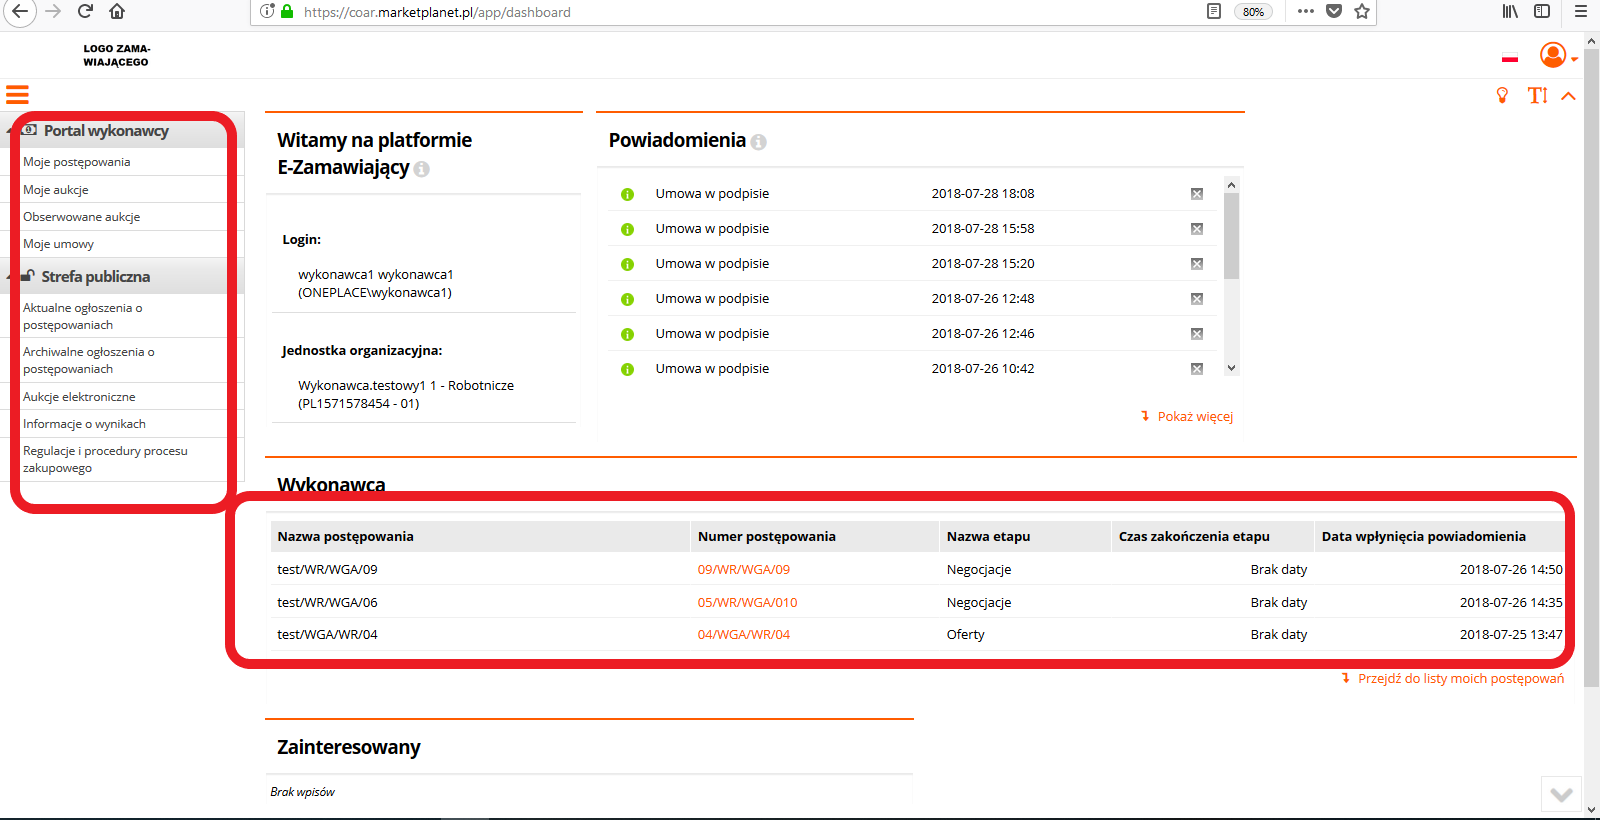 https://coar.marketplanet.pl/app/dashboard
80%
LOGO ZAMA-
WIAJĄCEGO
Portal wykonawcy
Moje postępowania
Moje aukcje
Obserwowane aukcje
Moje umowy
Strefa publiczna
Aktualne ogłoszenia o
postępowaniach
Archiwalne ogłoszenia o
postępowaniach
Aukcje elektroniczne
Informacje o wynikach
Regulacje i procedury procesu
zakupowego
Witamy na platformie
E-Zamawiający
Login:
wykonawca1 wykonawca1
(ONEPLACE\wykonawca1)
Jednostka organizacyjna:
Wykonawca.testowy1 1 - Robotnicze
(PL1571578454 - 01)
Powiadomienia
Umowa w podpisie 2018-07-28 18:08
Umowa w podpisie 2018-07-28 15:58
Umowa w podpisie 2018-07-28 15:20
Umowa w podpisie 2018-07-26 12:48
Umowa w podpisie 2018-07-26 12:46
Umowa w podpisie 2018-07-26 10:42
Pokaż więcej
Wykonawca
Nazwa postępowania Numer postępowania Nazwa etapu Czas zakończenia etapu Data wpłynięcia powiadomienia
test/WR/WGA/09 09/WR/WGA/09 Negocjacje Brak daty 2018-07-26 14:50
test/WR/WGA/06 05/WR/WGA/010 Negocjacje Brak daty 2018-07-26 14:35
test/WGA/WR/04 04/WGA/WR/04 Oferty Brak daty 2018-07-25 13:47
Przejdź do listy moich postępowań
Zainteresowany
Brak wpisów